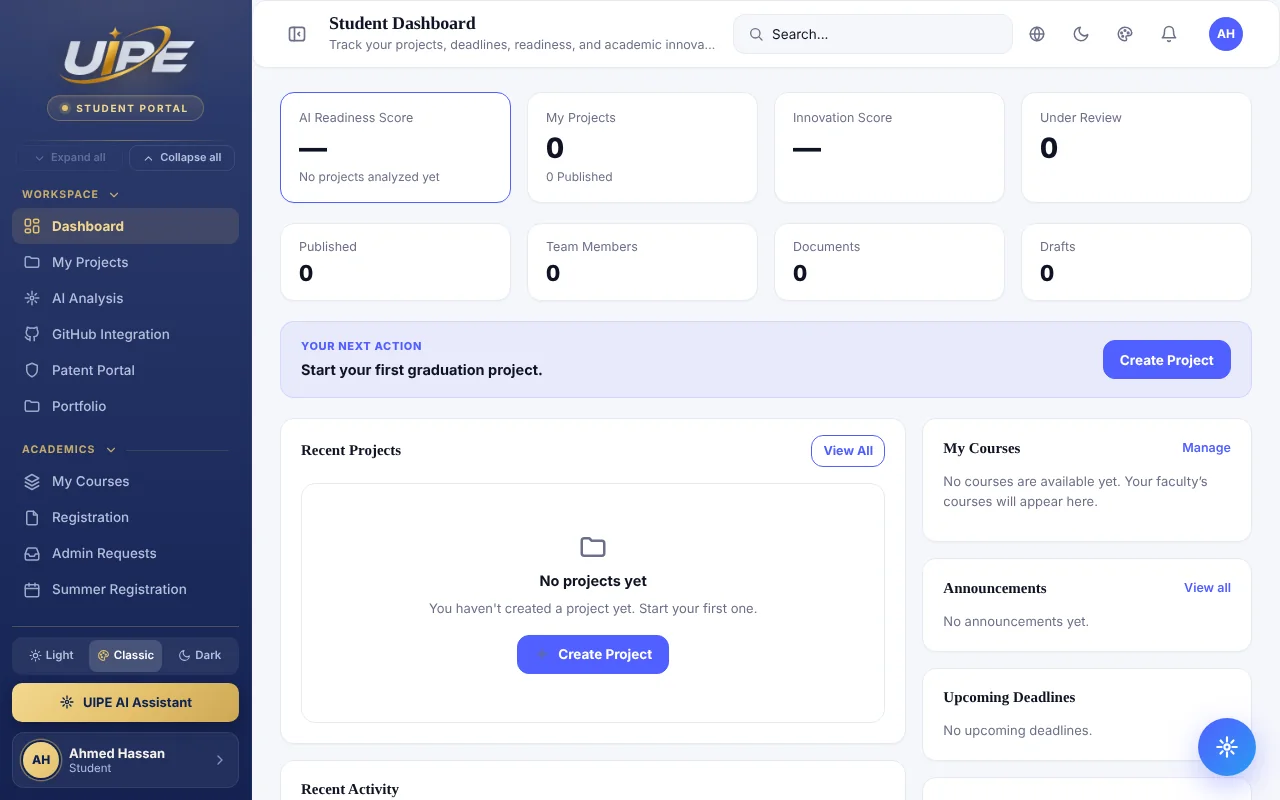 UIPE
STUDENT PORTAL
Expand all
Collapse all
WORKSPACE
Dashboard
My Projects
AI Analysis
GitHub Integration
Patent Portal
Portfolio
ACADEMICS
My Courses
Registration
Admin Requests
Summer Registration
Light
Classic
Dark
UIPE AI Assistant
AH
Ahmed Hassan
Student
Student Dashboard
Track your projects, deadlines, readiness, and academic innova...
Search...
AH
AI Readiness Score
—
No projects analyzed yet
My Projects
0
0 Published
Innovation Score
—
Under Review
0
Published
0
Team Members
0
Documents
0
Drafts
0
YOUR NEXT ACTION
Start your first graduation project.
Create Project
Recent Projects
View All
No projects yet
You haven't created a project yet. Start your first one.
Create Project
Recent Activity
My Courses
Manage
No courses are available yet. Your faculty’s
courses will appear here.
Announcements
View all
No announcements yet.
Upcoming Deadlines
No upcoming deadlines.